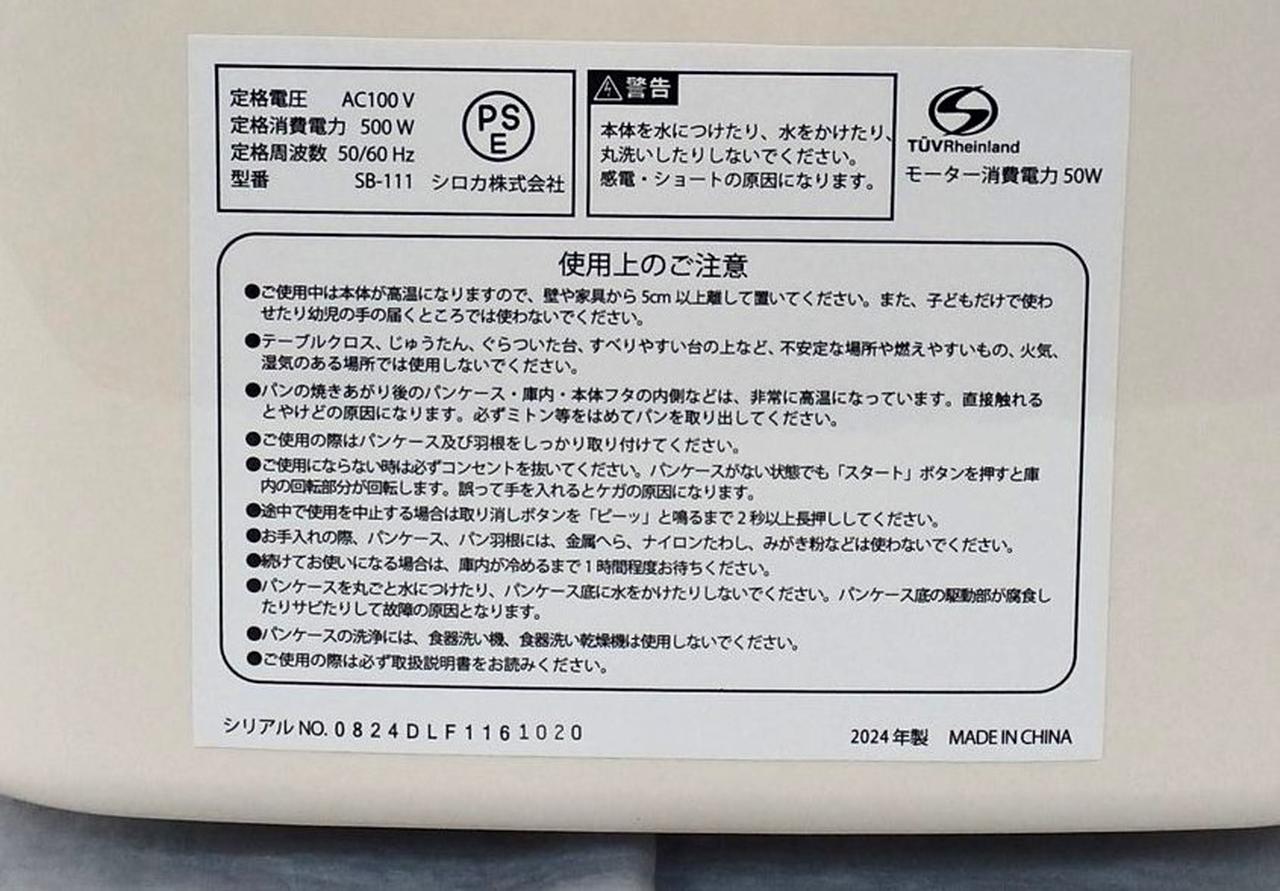 定格電圧 AC100 V
定格消費電力 500 W
定格周波数 50/60 Hz
型番 SB-111
PS
E
シロカ株式会社
警告
本体を水につけたり、水をかけたり、
丸洗いしたりしないでください。
感電・ショートの原因になります。
TÜVRheinland
モーター消費電力 50W
使用上のご注意
●ご使用中は本体が高温になりますので、壁や家具から 5cm 以上離して置いてください。また、子どもだけで使わ
せたり幼児の手の届くところでは使わないでください。
●テーブルクロス、じゅうたん、ぐらついた台、すべりやすい台の上など、不安定な場所や燃えやすいもの、火気、
湿気のある場所では使用しないでください。
●パンの焼きあがり後のパンケース・庫内・本体フタの内側などは、非常に高温になっています。直接触れる
とやけどの原因になります。必ずミトン等をはめてパンを取り出してください。
●ご使用の際はパンケース及び羽根をしっかり取り付けてください。
●ご使用にならない時は必ずコンセントを抜いてください。パンケースがない状態でも「スタート」ボタンを押すと庫
内の回転部分が回転します。誤って手を入れるとケガの原因になります。
●途中で使用を中止する場合は取り消しボタンを「ピーッ」と鳴るまで 2 秒以上長押ししてください。
●お手入れの際、パンケース、パン羽根には、金属へら、ナイロンたわし、みがき粉などは使わないでください。
●続けてお使いになる場合は、庫内が冷めるまで 1 時間程度お待ちください。
●パンケースを丸ごと水につけたり、パンケース底に水をかけたりしないでください。パンケース底の駆動部が腐食し
たりサビたりして故障の原因となります。
●パンケースの洗浄には、食器洗い機、食器洗い乾燥機は使用しないでください。
●ご使用の際は必ず取扱説明書をお読みください。
シリアル NO. 0824DLF1161020
2024 年製 MADE IN CHINA